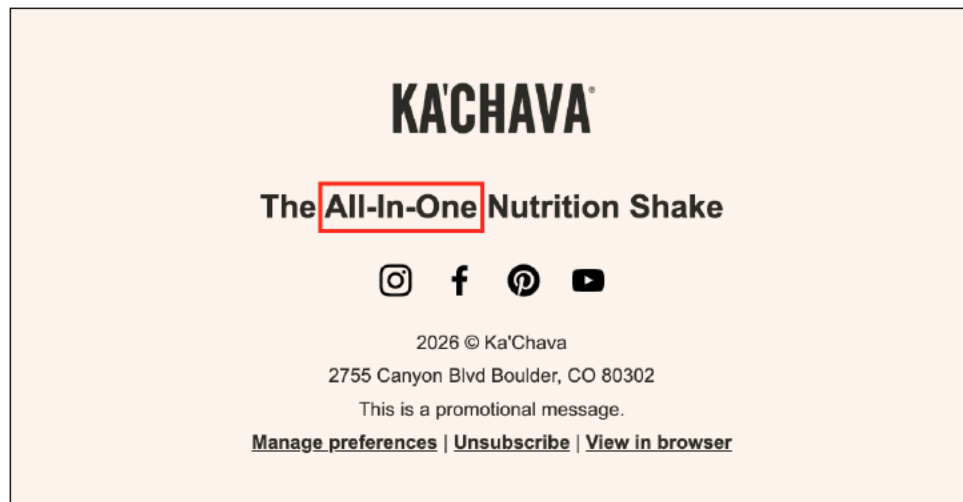 KA'CHAVA®
The All-In-One Nutrition Shake
2026 © Ka'Chava
2755 Canyon Blvd Boulder, CO 80302
This is a promotional message.
Manage preferences | Unsubscribe | View in browser